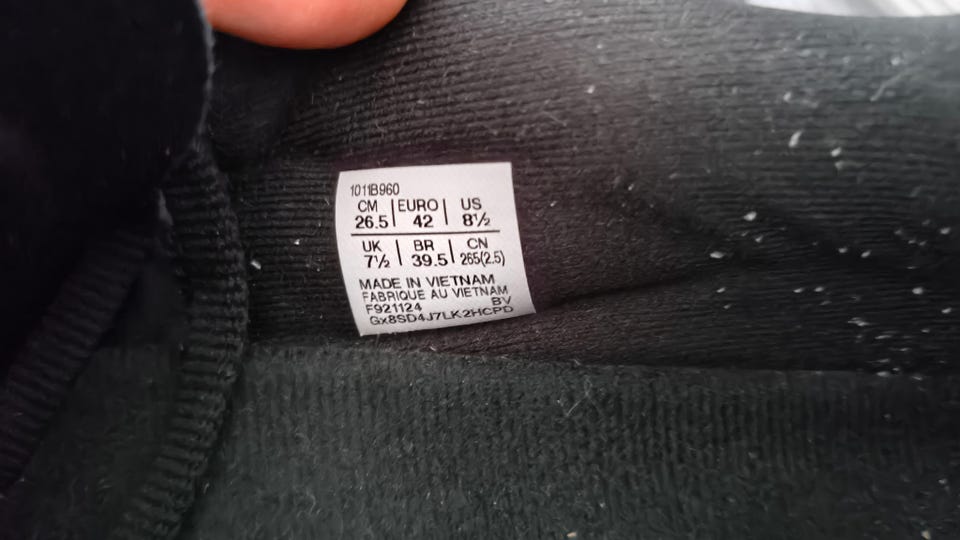 1011B960
CM | EURO | US
26.5 | 42 | 8½
UK | BR | CN
7½ | 39.5 | 265(2.5)
MADE IN VIETNAM
FABRIQUE AU VIETNAM
F921124 BV
Gx8SD4J7LK2HCPD